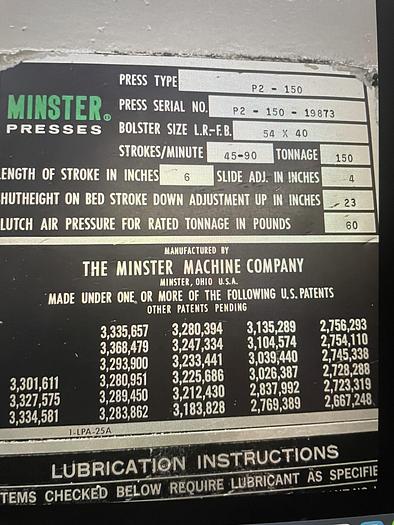 PRESS TYPE P2 - 150
MINSTER® PRESS SERIAL NO. P2 - 150 - 19873
PRESSES BOLSTER SIZE L.R-F.B. 54 X 40
STROKES/MINUTE 45-90 TONNAGE 150
ENGTH OF STROKE IN INCHES 6 SLIDE ADJ. IN INCHES 4
HUTHEIGHT ON BED STROKE DOWN ADJUSTMENT UP IN INCHES 23
LUTCH AIR PRESSURE FOR RATED TONNAGE IN POUNDS 60
MANUFACTURED BY
THE MINSTER MACHINE COMPANY
MINSTER, OHIO U.S.A.
MADE UNDER ONE OR MORE OF THE FOLLOWING U.S. PATENTS
OTHER PATENTS PENDING
3,335,657 3,280,394 3,135,289 2,756,293
3,368,479 3,247,334 3,104,574 2,754,110
3,293,900 3,233,441 3,039,440 2,745,338
3,301,611 3,280,951 3,225,686 3,026,387 2,728,288
3,327,575 3,289,450 3,212,430 2,837,992 2,723,319
3,334,581 3,283,862 3,183,828 2,769,389 2,667,248
1-LPA-25A
LUBRICATION INSTRUCTIONS
TEMS CHECKED BELOW REQUIRE LUBRICANT AS SPECIFIE